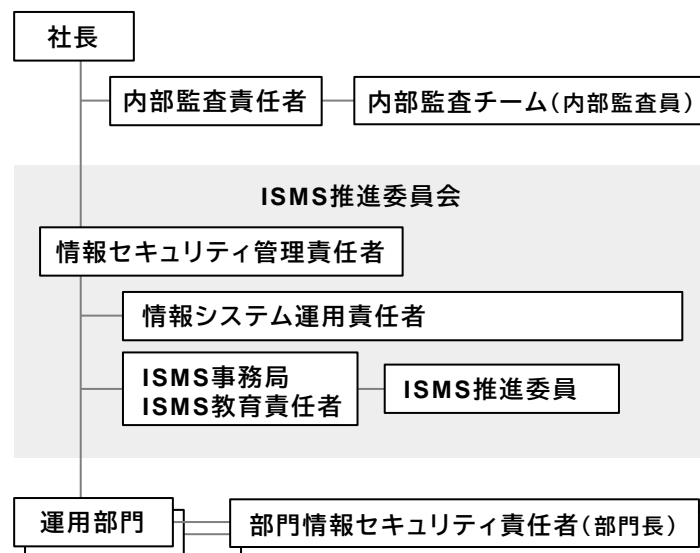 社長
内部監査責任者
内部監査チーム（内部監査員）
ISMS推進委員会
情報セキュリティ管理責任者
情報システム運用責任者
ISMS事務局
ISMS教育責任者
ISMS推進委員
運用部門
部門情報セキュリティ責任者（部門長）